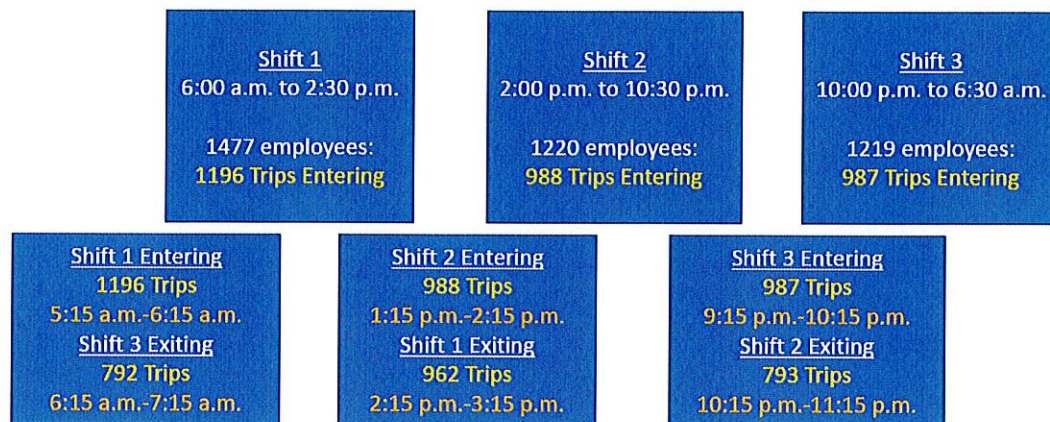 Shift 1
6:00 a.m. to 2:30 p.m.
1477 employees:
1196 Trips Entering
Shift 2
2:00 p.m. to 10:30 p.m.
1220 employees:
988 Trips Entering
Shift 3
10:00 p.m. to 6:30 a.m.
1219 employees:
987 Trips Entering
Shift 1 Entering
1196 Trips
5:15 a.m.-6:15 a.m.
Shift 3 Exiting
792 Trips
6:15 a.m.-7:15 a.m.
Shift 2 Entering
988 Trips
1:15 p.m.-2:15 p.m.
Shift 1 Exiting
962 Trips
2:15 p.m.-3:15 p.m.
Shift 3 Entering
987 Trips
9:15 p.m.-10:15 p.m.
Shift 2 Exiting
793 Trips
10:15 p.m.-11:15 p.m.